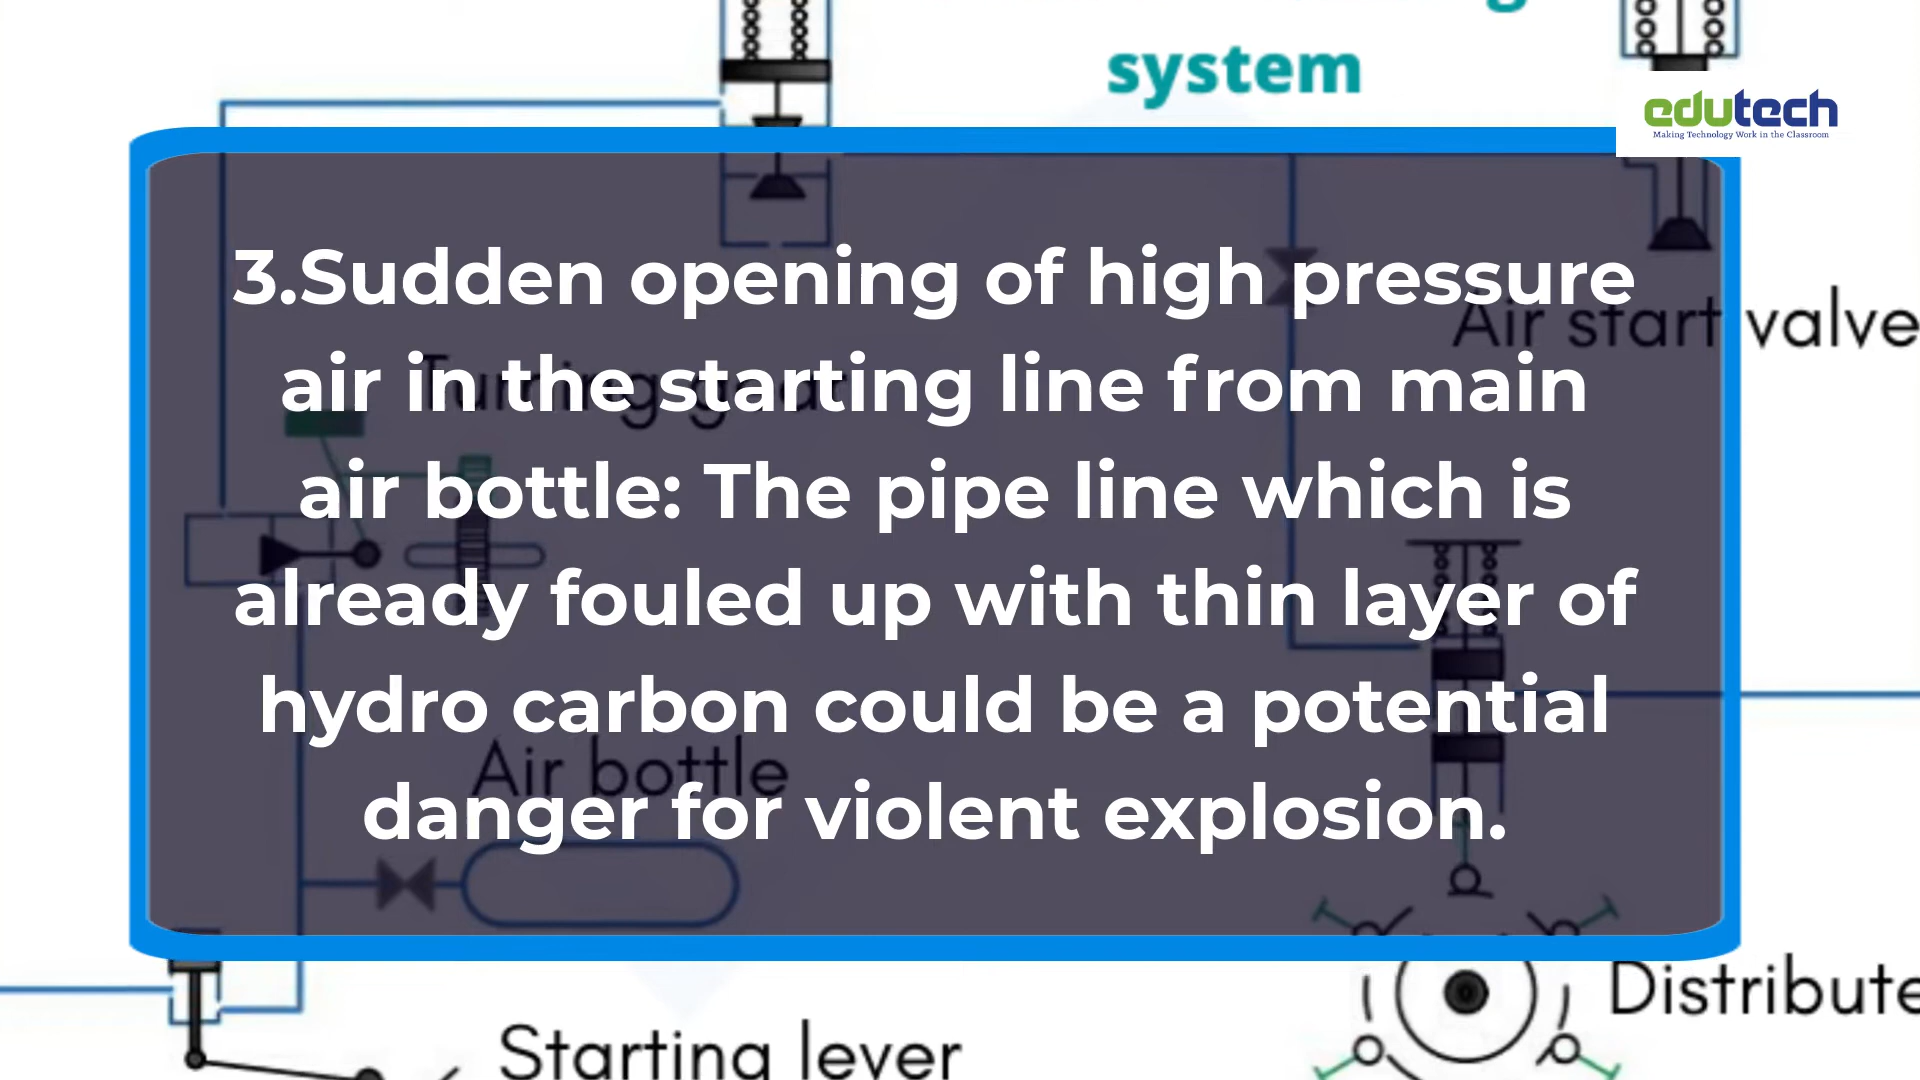 system
edutech
Making Technology Work in the Classroom
3.Sudden opening of high pressure
air in the starting line from main
air bottle: The pipe line which is
already fouled up with thin layer of
hydro carbon could be a potential
danger for violent explosion.
Air start valve
Turning gear
Air bottle
Distribute
Starting lever